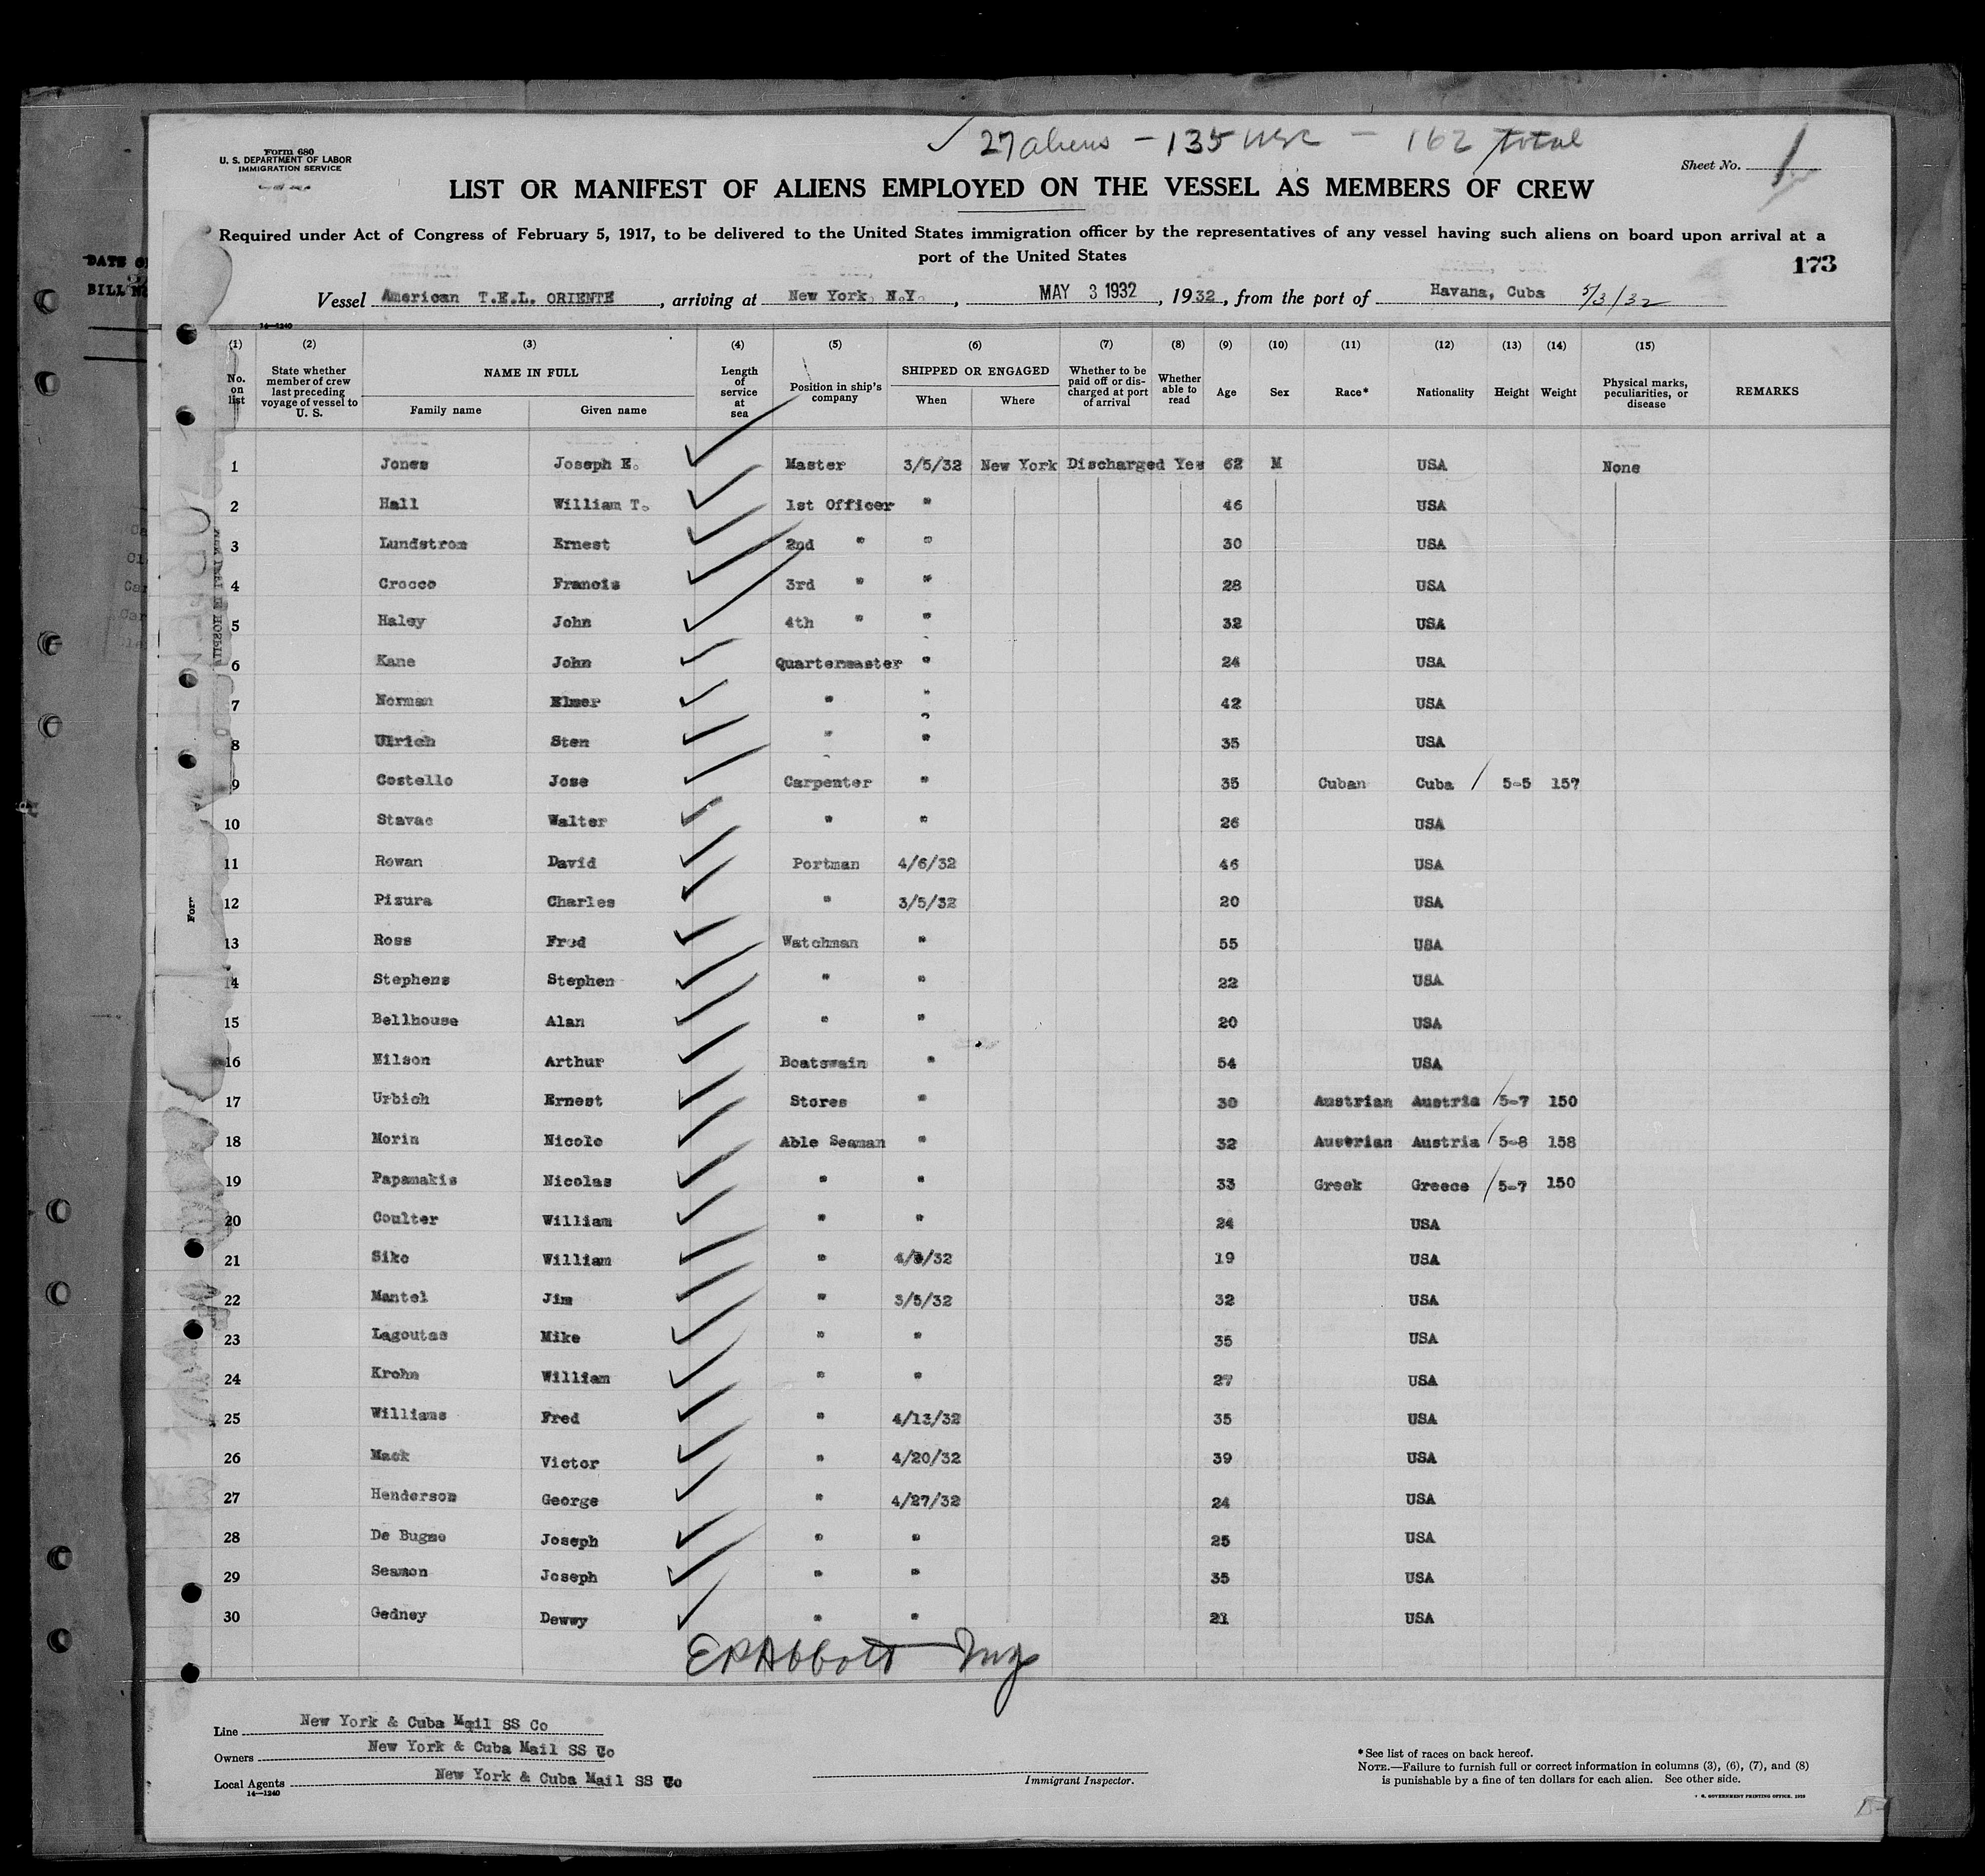 27 aliens - 135 USC - 162 total
Form 680
U. S. DEPARTMENT OF LABOR
IMMIGRATION SERVICE
Sheet No. 1
LIST OR MANIFEST OF ALIENS EMPLOYED ON THE VESSEL AS MEMBERS OF CREW
Required under Act of Congress of February 5, 1917, to be delivered to the United States immigration officer by the representatives of any vessel having such aliens on board upon arrival at a
port of the United States
173
DATE O
BILL N
Vessel American T.E.L. ORIENTE, arriving at New York, N.Y., MAY 3 1932, 1932, from the port of Havana, Cuba 5/3/32
14—1240
(1) (2) (3) (4) (5) (6) (7) (8) (9) (10) (11) (12) (13) (14) (15)
No. on list State whether member of crew last preceding voyage of vessel to U. S. NAME IN FULL Family name Given name Length of service at sea Position in ship's company SHIPPED OR ENGAGED When Where Whether to be paid off or discharged at port of arrival Whether able to read Age Sex Race* Nationality Height Weight Physical marks, peculiarities, or disease REMARKS
1 Jones Joseph E. Master 3/5/32 New York Discharged Yes 62 M USA None
2 Hall William T. 1st Officer " 46 USA
3 Lundstrom Ernest 2nd " " 30 USA
4 Crocco Francis 3rd " " 28 USA
5 Haley John 4th " " 32 USA
6 Kane John Quartermaster " 24 USA
7 Norman Elmer " " 42 USA
8 Ulrich Sten " " 35 USA
9 Costello Jose Carpenter " 35 Cuban Cuba / 5-5 157
10 Stavac Walter " " 26 USA
11 Rowan David Portman 4/6/32 46 USA
12 Pizura Charles " 3/5/32 20 USA
13 Ross Fred Watchman " 55 USA
14 Stephens Stephen " " 22 USA
15 Bellhouse Alan " " 20 USA
16 Nilson Arthur Boatswain " 54 USA
17 Urbich Ernest Stores " 30 Austrian Austria / 5-7 150
18 Morin Nicolo Able Seaman " 32 Austrian Austria / 5-8 158
19 Papamakis Nicolas " " 33 Greek Greece / 5-7 150
20 Coulter William " " 24 USA
21 Siko William " 19 USA
22 Mantel Jim " 3/5/32 32 USA
23 Lagoutas Mike " " 35 USA
24 Krohn William " " 27 USA
25 Williams Fred " 4/13/32 35 USA
26 Mack Victor " 4/20/32 39 USA
27 Henderson George " 4/27/32 24 USA
28 De Bugno Joseph " " 25 USA
29 Seamon Joseph " " 35 USA
30 Gedney Dewwy " " 21 USA
EP Abbott
Line New York & Cuba Mail SS Co
Owners New York & Cuba Mail SS Co
Local Agents New York & Cuba Mail SS Co
14—1240
Immigrant Inspector.
*See list of races on back hereof.
NOTE.—Failure to furnish full or correct information in columns (3), (6), (7), and (8)
is punishable by a fine of ten dollars for each alien. See other side.
GOVERNMENT PRINTING OFFICE